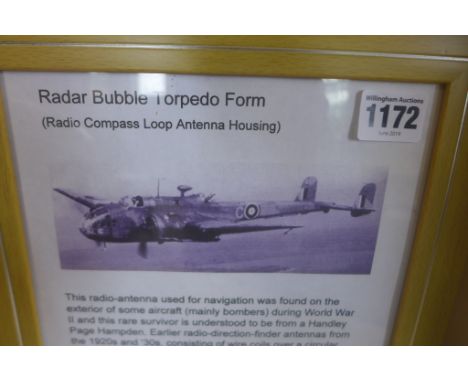 Radar Bubble Torpedo Form
(Radio Compass Loop Antenna Housing)
Willingham Auctions
1172
June 2019
C
This radio-antenna used for navigation was found on the
exterior of some aircraft (mainly bombers) during World War
II and this rare survivor is understood to be from a Handley
Page Hampden. Earlier radio-direction-finder antennas from
the 1920s and '30s, consisting of wire coils over a circular